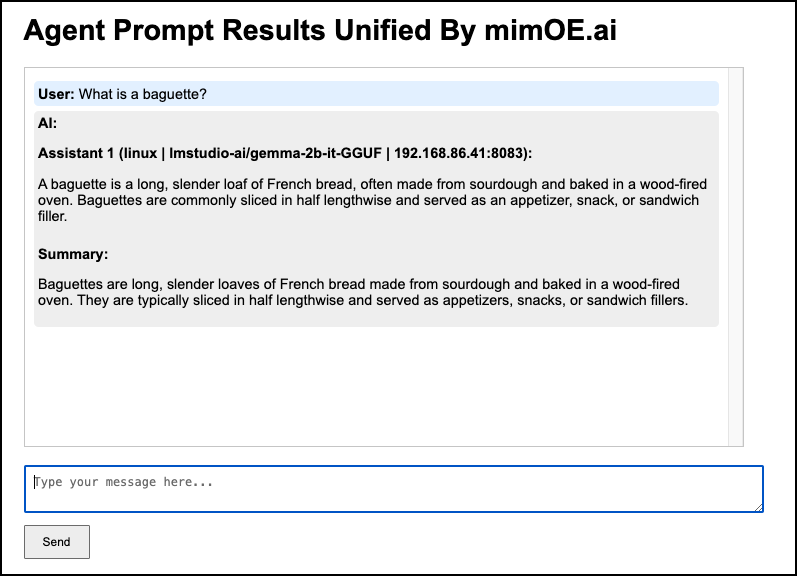 Agent Prompt Results Unified By mimOE.ai
User: What is a baguette?
AI:
Assistant 1 (linux | lmstudio-ai/gemma-2b-it-GGUF | 192.168.86.41:8083):
A baguette is a long, slender loaf of French bread, often made from sourdough and baked in a wood-fired
oven. Baguettes are commonly sliced in half lengthwise and served as an appetizer, snack, or sandwich
filler.
Summary:
Baguettes are long, slender loaves of French bread made from sourdough and baked in a wood-fired
oven. They are typically sliced in half lengthwise and served as appetizers, snacks, or sandwich fillers.
Type your message here...
Send